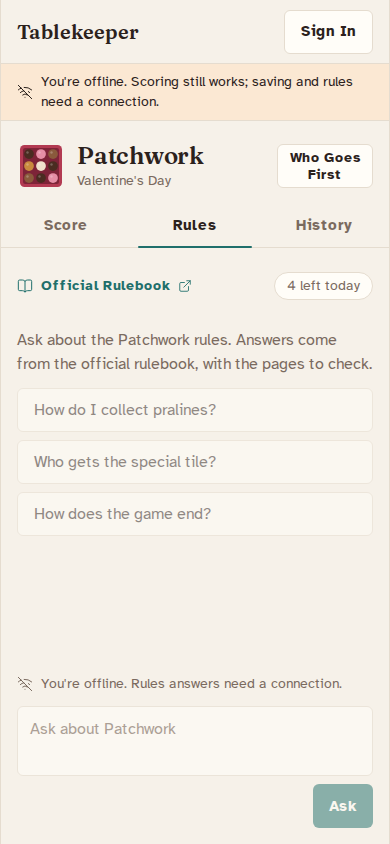 Tablekeeper
Sign In
You're offline. Scoring still works; saving and rules
need a connection.
Patchwork
Valentine's Day
Who Goes
First
Score
Rules
History
Official Rulebook
4 left today
Ask about the Patchwork rules. Answers come
from the official rulebook, with the pages to check.
How do I collect pralines?
Who gets the special tile?
How does the game end?
You're offline. Rules answers need a connection.
Ask about Patchwork
Ask